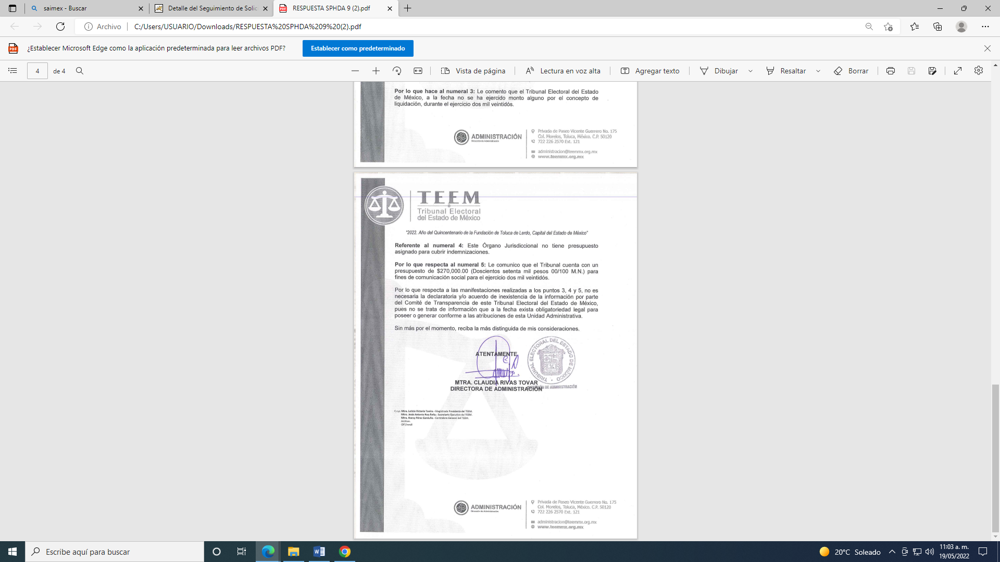 saimex - Buscar
Detalle del Seguimiento de Solic
RESPUESTA SPHDA 9 (2).pdf
Archivo
C:/Users/USUARIO/Downloads/RESPUESTA%20SPHDA%209%20(2).pdf
¿Establecer Microsoft Edge como la aplicación predeterminada para leer archivos PDF?
Establecer como predeterminado
4 de 4
Vista de página
Lectura en voz alta
Agregar texto
Dibujar
Resaltar
Borrar
Por lo que hace al numeral 3: Le comento que el Tribunal Electoral del Estado
de México, a la fecha no se ha ejercido monto alguno por el concepto de
liquidación, durante el ejercicio dos mil veintidós.
ADMINISTRACIÓN
Dirección de Administración
Privada de Paseo Vicente Guerrero No. 175
Col. Morelos, Toluca, México. C.P. 50120
722 226 2570 Ext. 121
administracion@teemmx.org.mx
www.teemmx.org.mx
TEEM
Tribunal Electoral
del Estado de México
"2022. Año del Quincentenario de la Fundación de Toluca de Lerdo, Capital del Estado de México"
Referente al numeral 4: Este Órgano Jurisdiccional no tiene presupuesto
asignado para cubrir indemnizaciones.
Por lo que respecta al numeral 5: Le comunico que el Tribunal cuenta con un
presupuesto de $270,000.00 (Doscientos setenta mil pesos 00/100 M.N.) para
fines de comunicación social para el ejercicio dos mil veintidós.
Por lo que respecta a las manifestaciones realizadas a los puntos 3, 4 y 5, no es
necesaria la declaratoria y/o acuerdo de inexistencia de la información por parte
del Comité de Transparencia de este Tribunal Electoral del Estado de México,
pues no se trata de información que a la fecha exista obligatoriedad legal para
poseer o generar conforme a las atribuciones de esta Unidad Administrativa.
Sin más por el momento, reciba la más distinguida de mis consideraciones.
ATENTAMENTE
TRIBUNAL ELECTORAL DEL ESTADO DE MÉXICO
DIRECCIÓN DE ADMINISTRACIÓN
MTRA. CLAUDIA RIVAS TOVAR
DIRECTORA DE ADMINISTRACIÓN
C.c.p. Mtra. Leticia Victoria Tavira.- Magistrada Presidenta del TEEM.
Mtro. Jesús Antonio Roa Ávila.- Secretario Ejecutivo del TEEM.
Mtra. Nancy Pérez Garduño.- Contralora General del TEEM.
Archivo.
CRT/mndl
ADMINISTRACIÓN
Dirección de Administración
Privada de Paseo Vicente Guerrero No. 175
Col. Morelos, Toluca, México. C.P. 50120
722 226 2570 Ext. 121
administracion@teemmx.org.mx
www.teemmx.org.mx
Escribe aquí para buscar
20°C Soleado
11:03 a. m.
19/05/2022